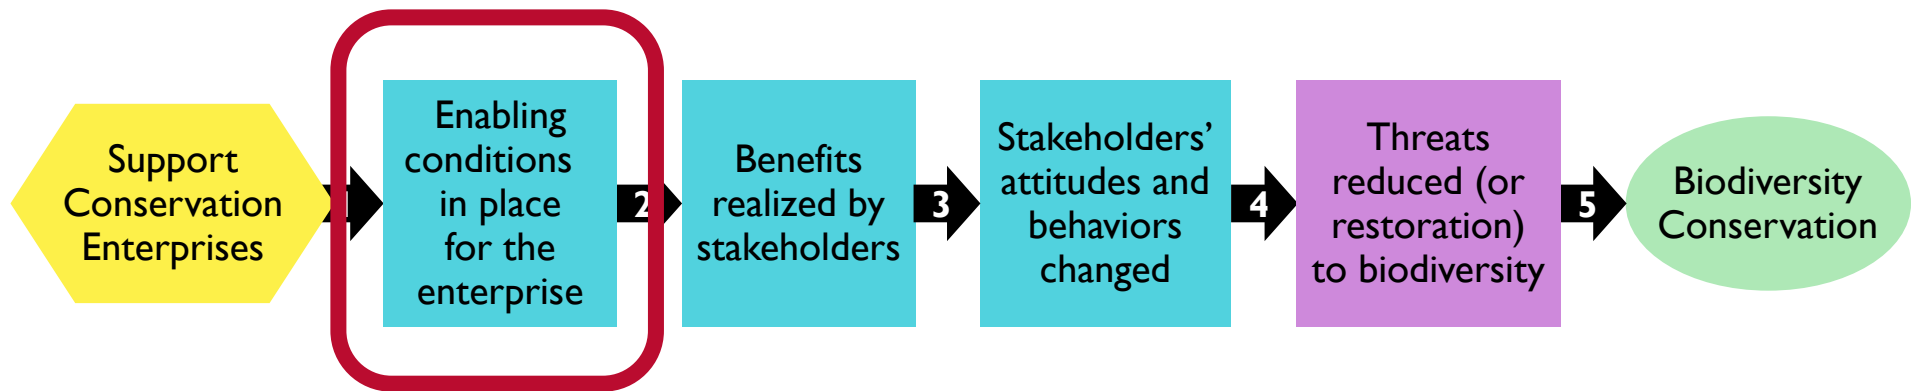 Support
Conservation
Enterprises
1
Enabling
conditions
in place
for the
enterprise
2
Benefits
realized by
stakeholders
3
Stakeholders’
attitudes and
behaviors
changed
4
Threats
reduced (or
restoration)
to biodiversity
5
Biodiversity
Conservation